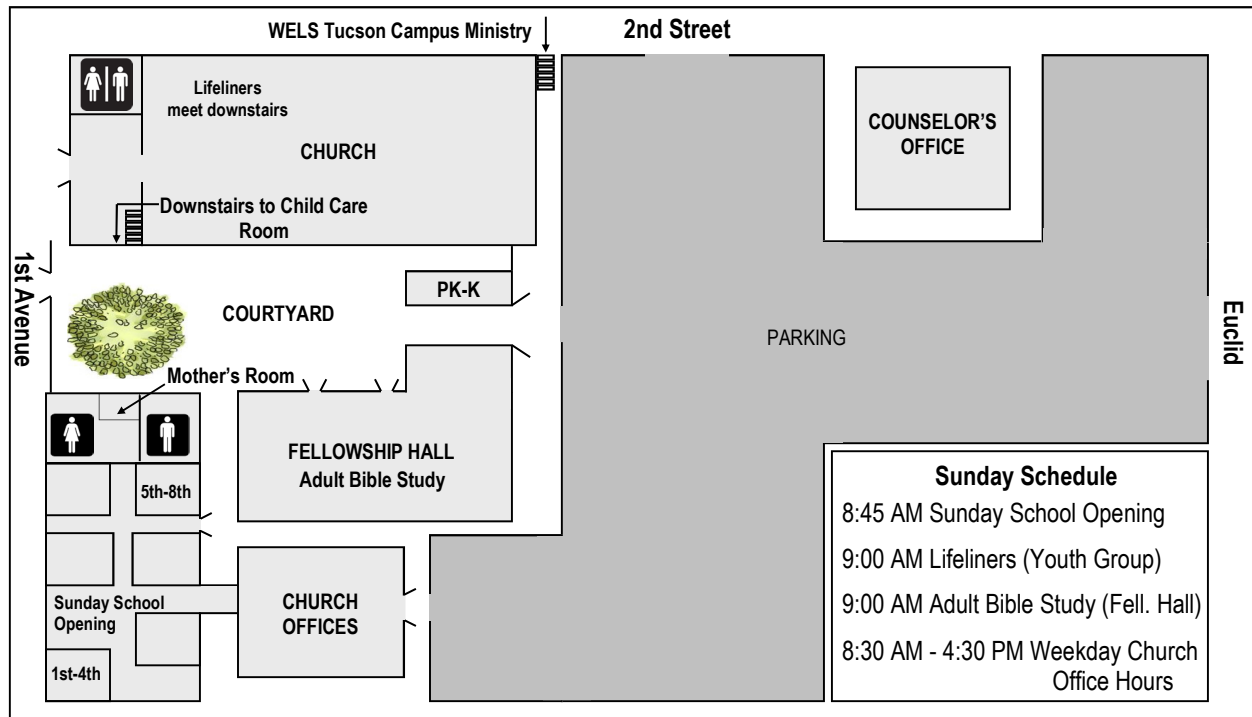 WELS Tucson Campus Ministry
2nd Street
Lifeliners
meet downstairs
CHURCH
COUNSELOR'S
OFFICE
Downstairs to Child Care
Room
1st Avenue
PK-K
COURTYARD
PARKING
Euclid
Mother's Room
FELLOWSHIP HALL
Adult Bible Study
5th-8th
Sunday School
Opening
CHURCH
OFFICES
1st-4th
Sunday Schedule
8:45 AM Sunday School Opening
9:00 AM Lifeliners (Youth Group)
9:00 AM Adult Bible Study (Fell. Hall)
8:30 AM - 4:30 PM Weekday Church
Office Hours